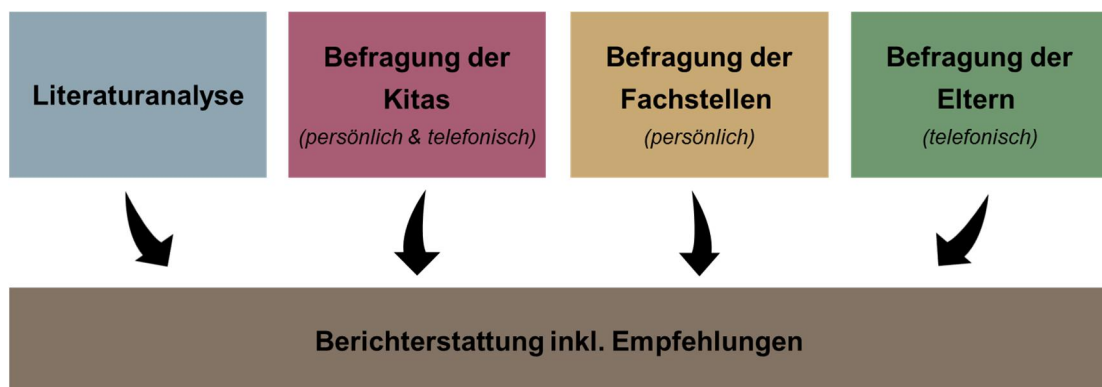 Literaturanalyse
Befragung der
Kitas
(persönlich & telefonisch)
Befragung der
Fachstellen
(persönlich)
Befragung der
Eltern
(telefonisch)
Berichterstattung inkl. Empfehlungen